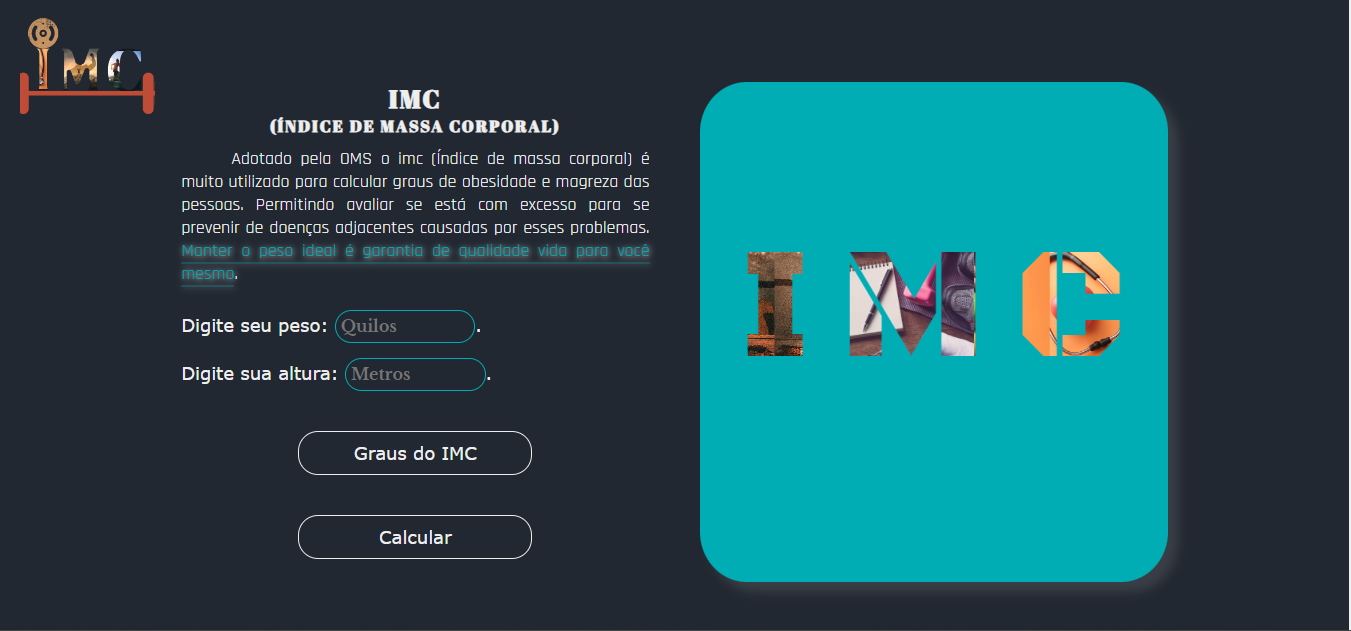 IMC
IMC
(ÍNDICE DE MASSA CORPORAL)
Adotado pela OMS o imc (Índice de massa corporal) é
muito utilizado para calcular graus de obesidade e magreza das
pessoas. Permitindo avaliar se está com excesso para se
prevenir de doenças adjacentes causadas por esses problemas.
Manter o peso ideal é garantia de qualidade vida para você
mesmo.
Digite seu peso: Quilos.
Digite sua altura: Metros.
Graus do IMC
Calcular
IMC